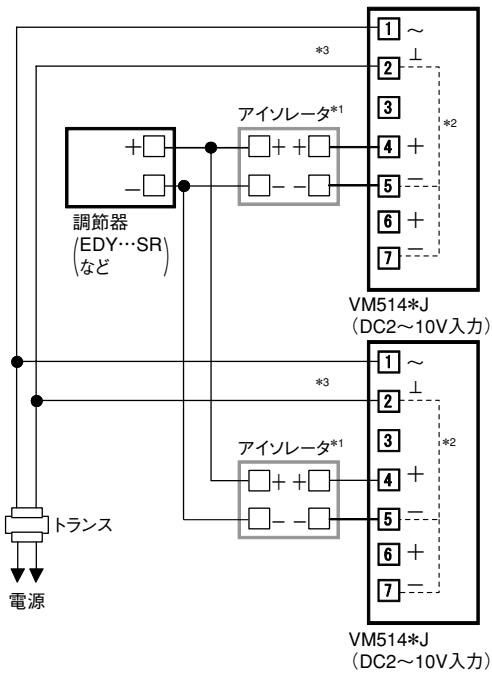 1 ～
*3
2 ⊥
3
*2
アイソレータ*1
+ + + 4 +
− − − 5 −
調節器
(EDY…SR
など)
6 +
7 −
VM514*J
（DC2～10V入力）
1 ～
*3
2 ⊥
3
*2
アイソレータ*1
+ + 4 +
− − 5 −
トランス
6 +
7 −
電源
VM514*J
（DC2～10V入力）